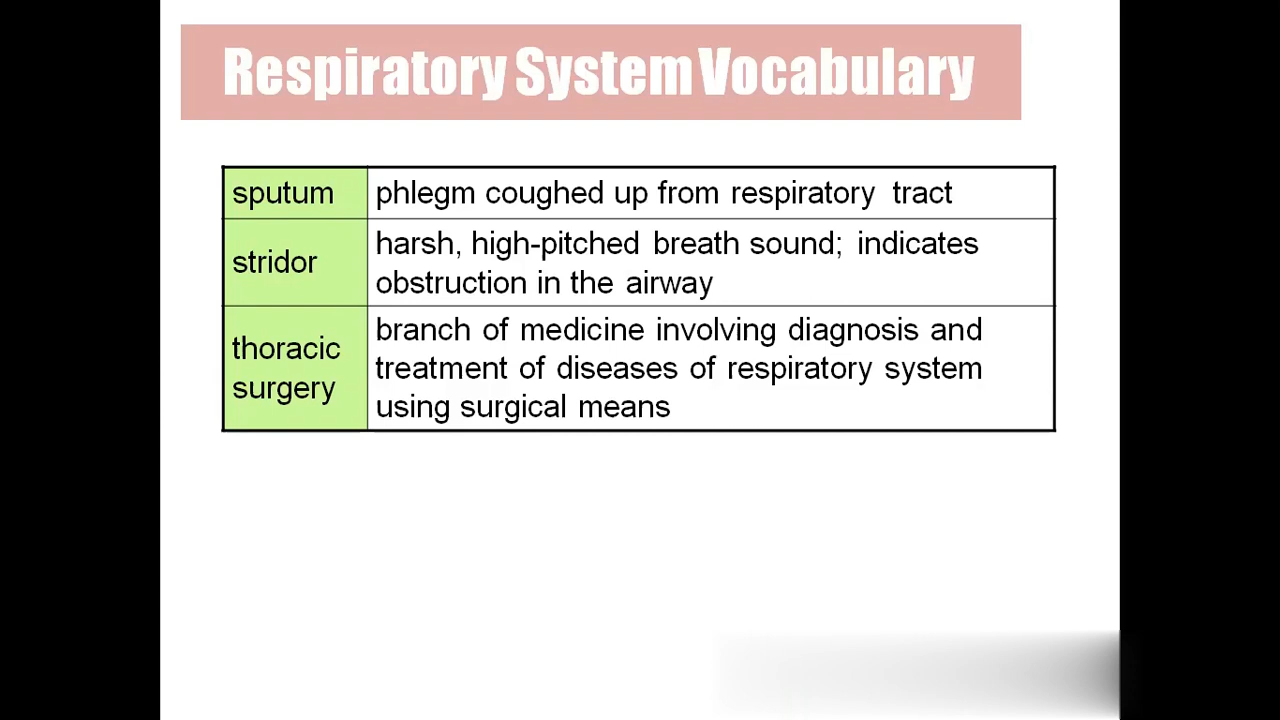 Respiratory System Vocabulary
sputum
phlegm coughed up from respiratory tract
stridor
harsh, high-pitched breath sound; indicates
obstruction in the airway
thoracic
surgery
branch of medicine involving diagnosis and
treatment of diseases of respiratory system
using surgical means